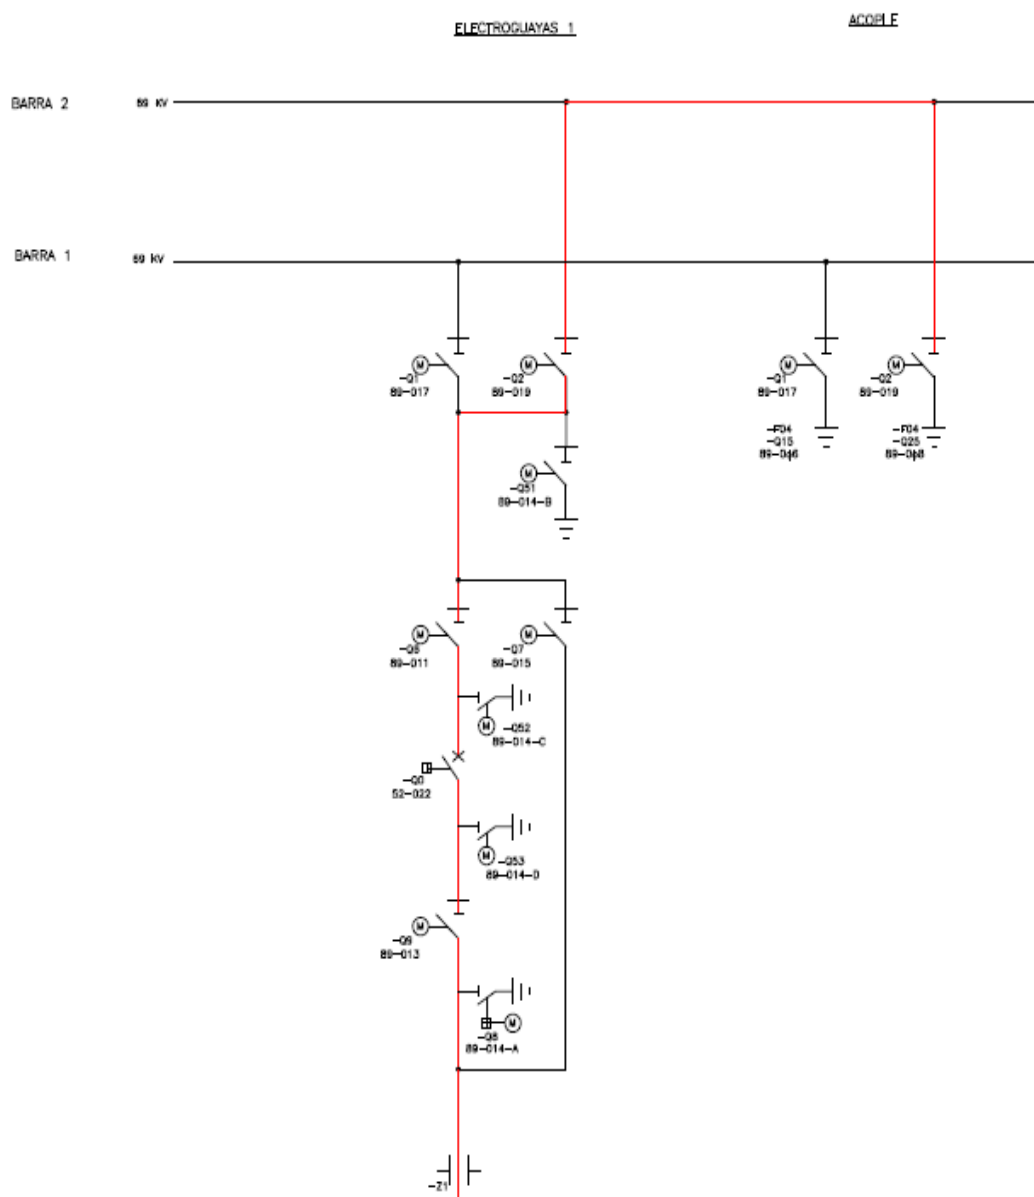 ELECTROGUAYAS 1
ACOPLE
BARRA 2
69 KV
BARRA 1
69 KV
M
-Q1
89-017
M
-Q2
89-019
M
-Q1
89-017
M
-Q2
89-019
-F04
-Q15
-F04
-Q25
M
-Q51
89-014-B
M
89-011
M
-Q7
89-015
M
-Q52
89-014-C
-Q0
52-022
M
-Q53
89-014-D
M
-Q9
89-013
M
-Q8
89-014-A
-Z1